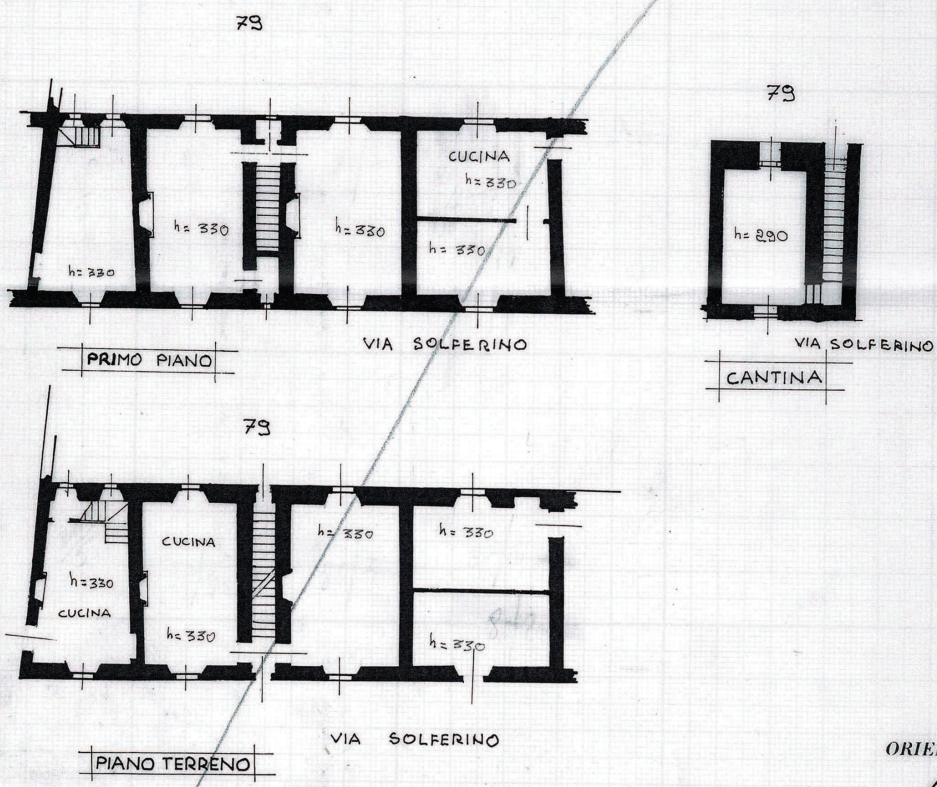 79
CUCINA
h= 330
h= 330
h= 330
h= 330
h= 330
PRIMO PIANO
VIA SOLFERINO
79
h= 290
VIA SOLFERINO
CANTINA
79
CUCINA
h= 330
h= 330
h= 330
CUCINA
h= 330
h= 330
VIA SOLFERINO
PIANO TERRENO